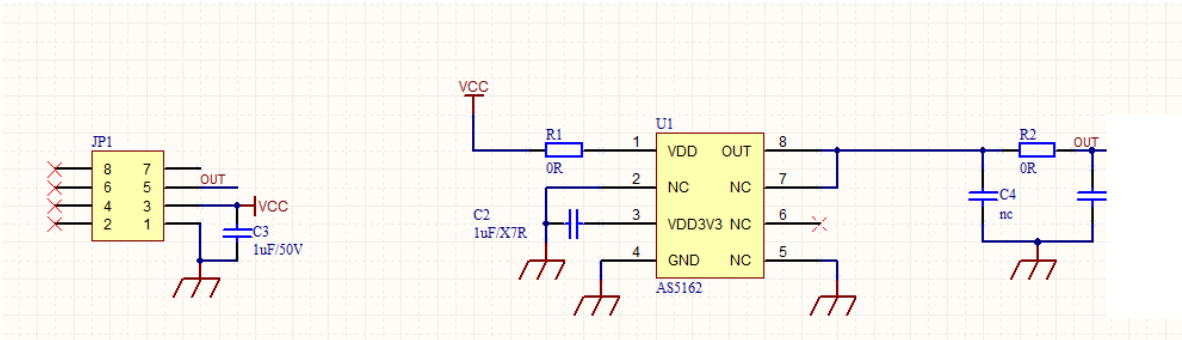 VCC
JP1
R1
0R
U1
R2
0R
OUT
8 7
6 5
4 3
2 1
OUT
VCC
C3
1uF/50V
C2
1uF/X7R
1 VDD OUT 8
2 NC NC 7
3 VDD3V3 NC 6
4 GND NC 5
AS5162
C4
nc